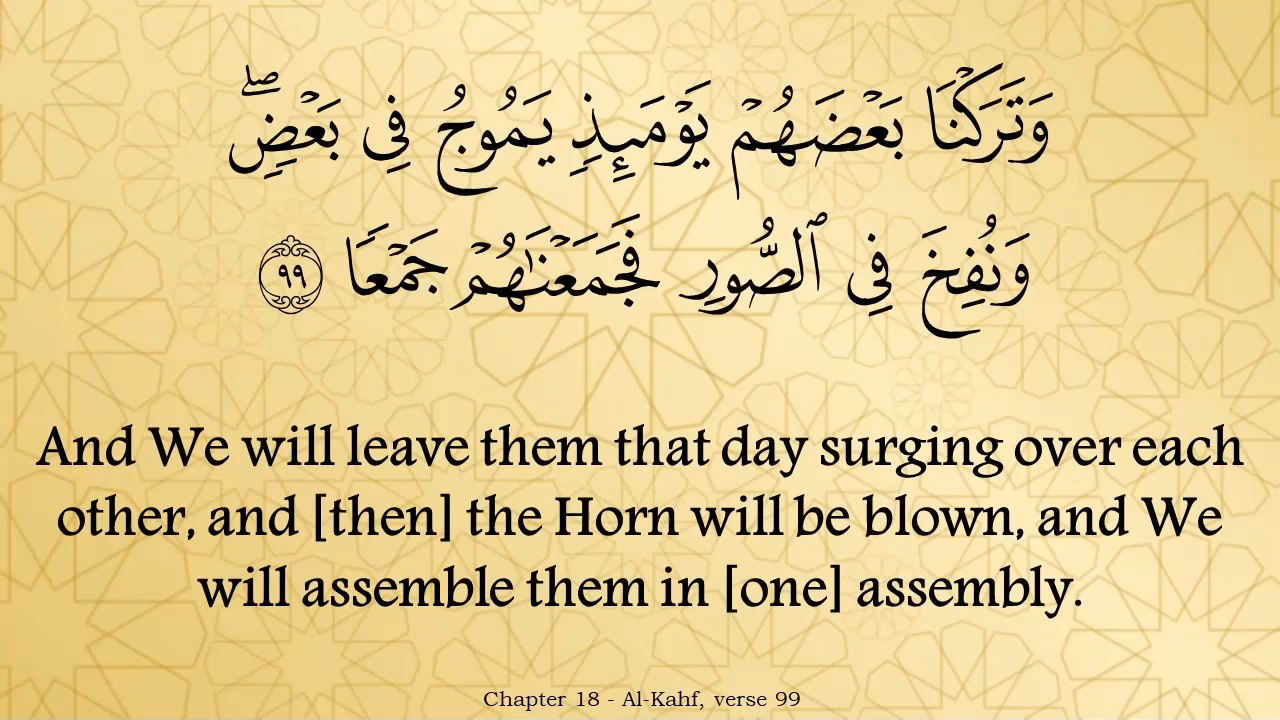 وَتَرَكْنَا بَعْضَهُمْ يَوْمَئِذٍ يَمُوجُ فِى بَعْضٍ ۖ
وَنُفِخَ فِى ٱلصُّورِ فَجَمَعْنَـٰهُمْ جَمْعًا ٩٩
And We will leave them that day surging over each
other, and [then] the Horn will be blown, and We
will assemble them in [one] assembly.
Chapter 18 - Al-Kahf, verse 99